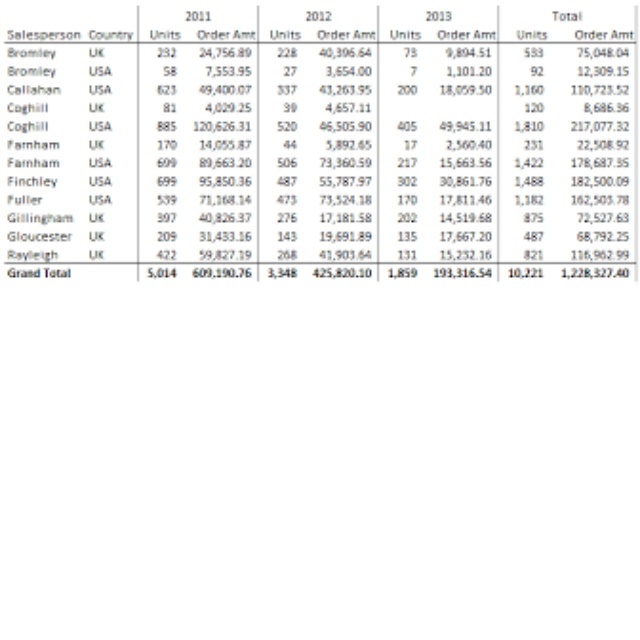 2011 2012 2013 Total
Salesperson Country Units Order Amt Units Order Amt Units Order Amt Units Order Amt
Bromley UK 232 24,756.89 228 40,396.64 73 9,894.51 533 75,048.04
Bromley USA 58 7,553.95 27 3,654.00 7 1,101.20 92 12,309.15
Callahan USA 623 49,400.07 337 43,263.95 200 18,059.50 1,160 110,723.52
Coghill UK 81 4,029.25 39 4,657.11 120 8,686.36
Coghill USA 885 120,626.31 520 46,505.90 405 49,945.11 1,810 217,077.32
Farnham UK 170 14,055.87 44 5,892.65 17 2,560.40 231 22,508.92
Farnham USA 699 89,663.20 506 73,360.59 217 15,663.56 1,422 178,687.35
Finchley USA 699 95,850.36 487 55,787.97 302 30,861.76 1,488 182,500.09
Fuller USA 539 71,168.14 473 73,524.18 170 17,811.46 1,182 162,503.78
Gillingham UK 397 40,826.37 276 17,181.58 202 14,519.68 875 72,527.63
Gloucester UK 209 31,433.16 143 19,691.89 135 17,667.20 487 68,792.25
Rayleigh UK 422 59,827.19 268 41,903.64 131 15,232.16 821 116,962.99
Grand Total 5,014 609,190.76 3,348 425,820.10 1,859 193,316.54 10,221 1,228,327.40